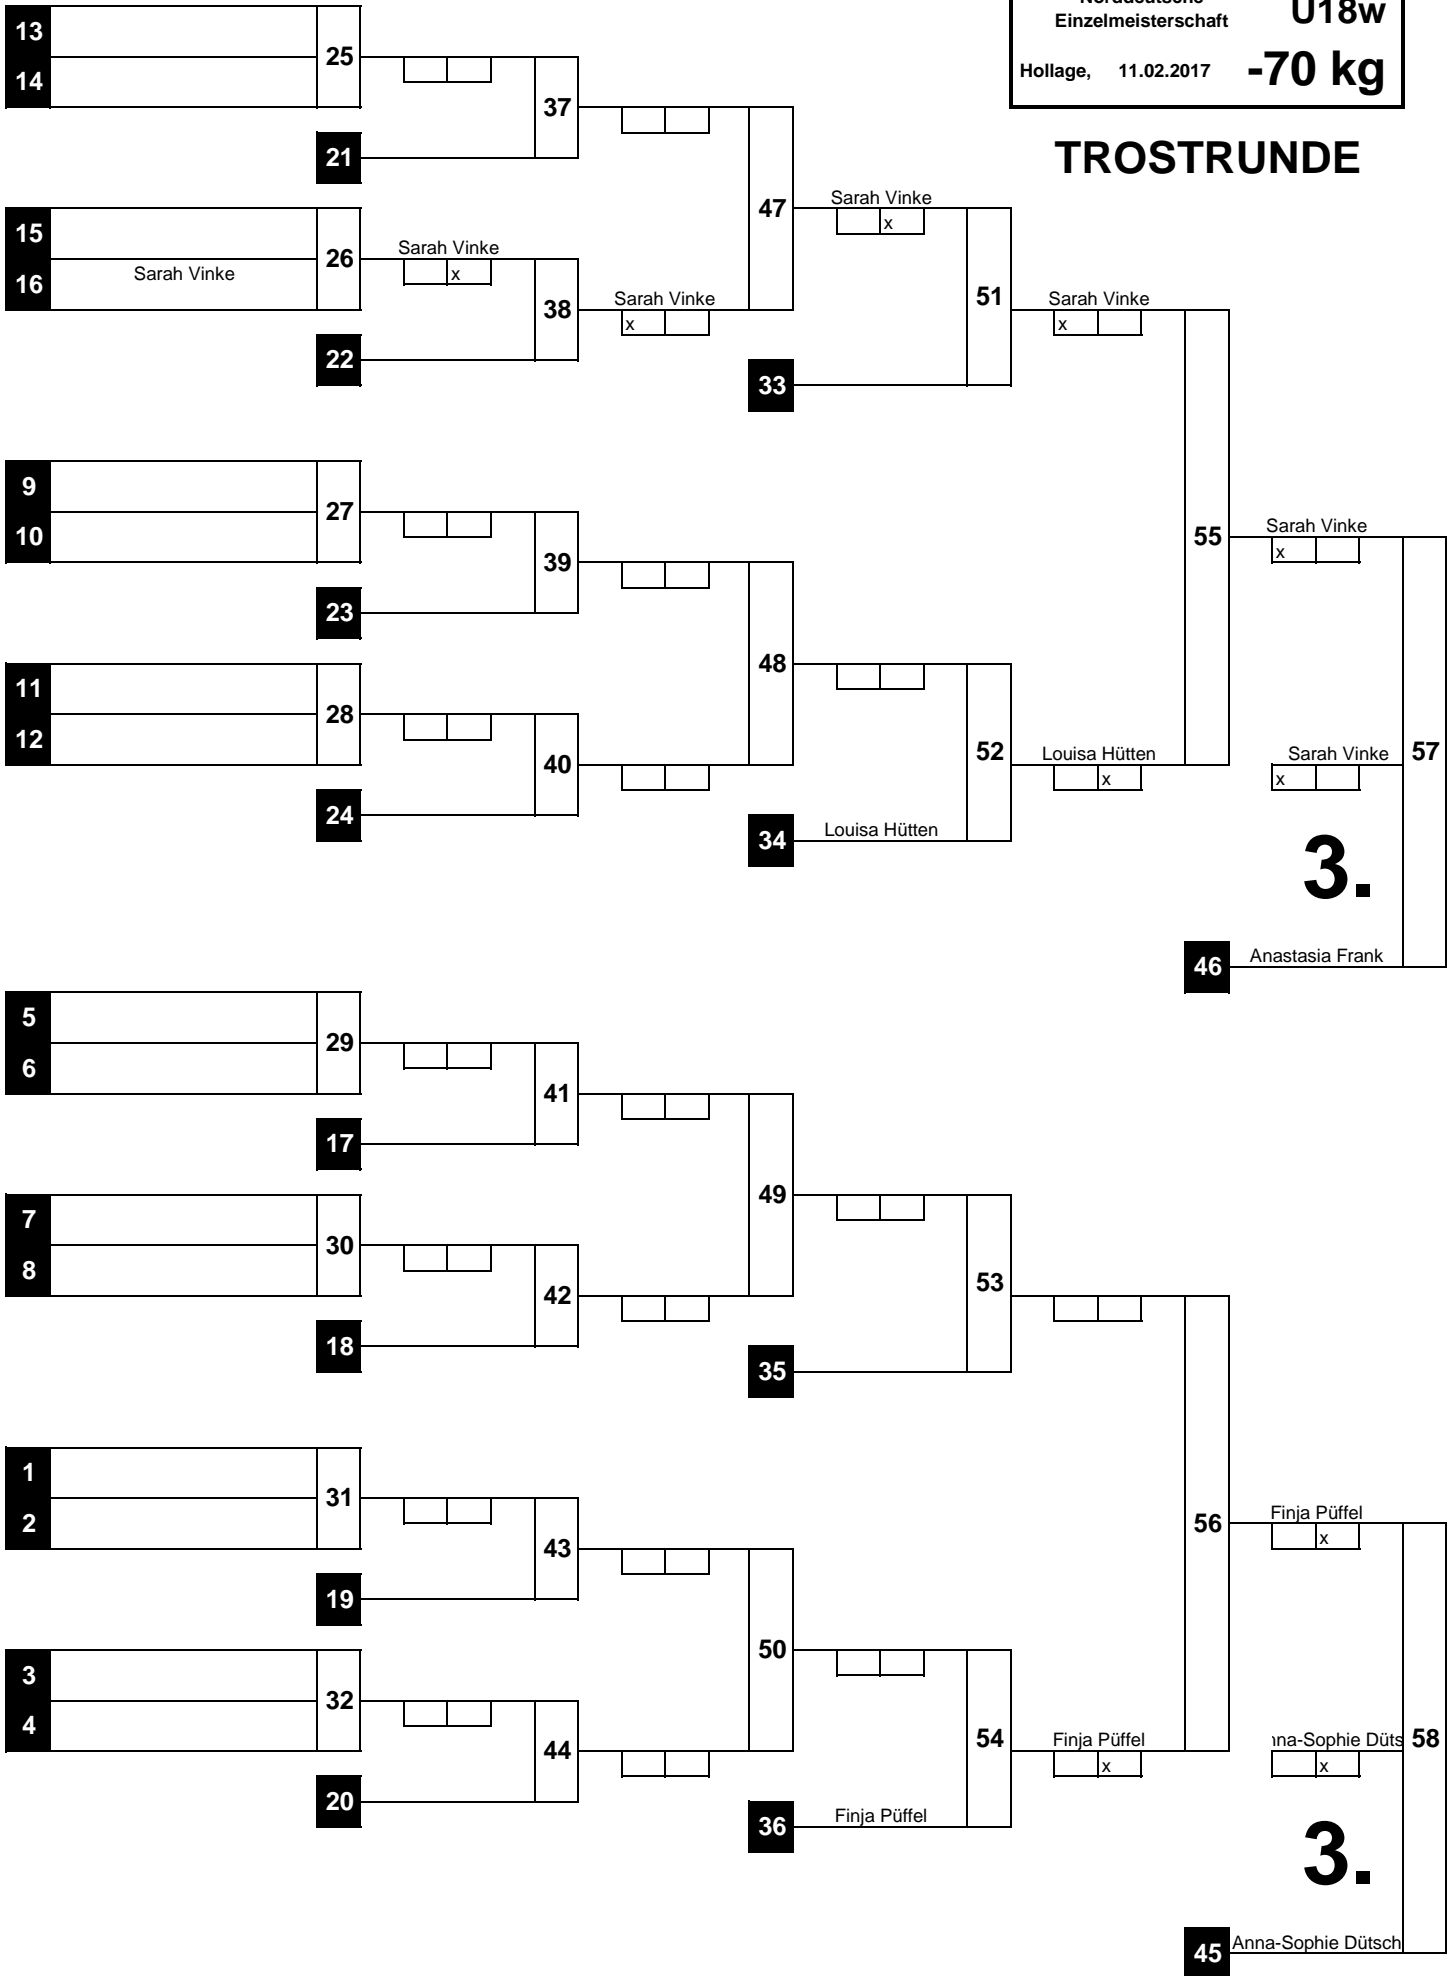 Norddeutsche
Einzelmeisterschaft
U18w
Hollage, 11.02.2017 -70 kg
TROSTRUNDE
13
14
25
21
37
15
16 Sarah Vinke
26
Sarah Vinke
x
22
38
Sarah Vinke
x
47
Sarah Vinke
x
33
51
Sarah Vinke
x
9
10
27
23
39
11
12
28
24
40
48
34 Louisa Hütten
52
Louisa Hütten
x
55
Sarah Vinke
x
Sarah Vinke
x
57
3.
46 Anastasia Frank
5
6
29
17
41
7
8
30
18
42
49
35
53
1
2
31
19
43
3
4
32
20
44
50
36 Finja Püffel
54
Finja Püffel
x
56
Finja Püffel
x
nna-Sophie Düts
x
58
3.
45 Anna-Sophie Dütsch